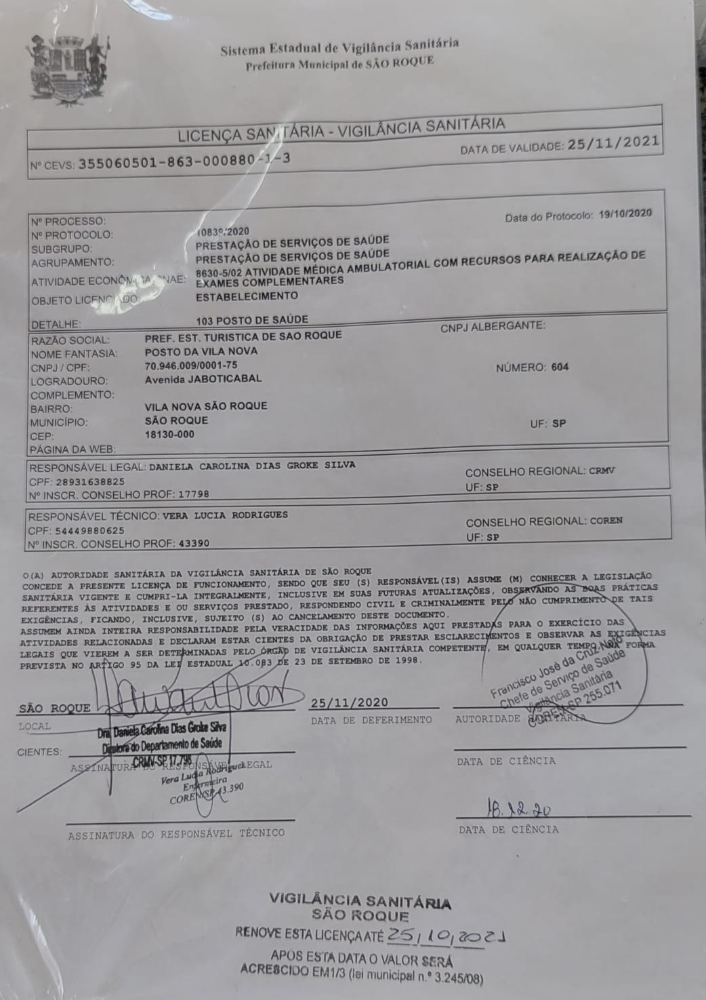 Sistema Estadual de Vigilância Sanitária
Prefeitura Municipal de SÃO ROQUE
LICENÇA SANITÁRIA - VIGILÂNCIA SANITÁRIA
Nº CEVS: 355060501-863-000880-1-3 DATA DE VALIDADE: 25/11/2021
Nº PROCESSO: Data do Protocolo: 19/10/2020
Nº PROTOCOLO: /2020
SUBGRUPO: PRESTAÇÃO DE SERVIÇOS DE SAÚDE
AGRUPAMENTO: PRESTAÇÃO DE SERVIÇOS DE SAÚDE
ATIVIDADE ECONÔMICA CNAE: 8630-5/02 ATIVIDADE MÉDICA AMBULATORIAL COM RECURSOS PARA REALIZAÇÃO DE
EXAMES COMPLEMENTARES
OBJETO LICENCIADO: ESTABELECIMENTO
DETALHE: 103 POSTO DE SAÚDE
RAZÃO SOCIAL: PREF. EST. TURISTICA DE SAO ROQUE CNPJ ALBERGANTE:
NOME FANTASIA: POSTO DA VILA NOVA
CNPJ / CPF: 70.946.009/0001-75
LOGRADOURO: Avenida JABOTICABAL NÚMERO: 604
COMPLEMENTO:
BAIRRO: VILA NOVA SÃO ROQUE
MUNICÍPIO: SÃO ROQUE UF: SP
CEP: 18130-000
PÁGINA DA WEB:
RESPONSÁVEL LEGAL: DANIELA CAROLINA DIAS GROKE SILVA
CPF: 28931638825 CONSELHO REGIONAL: CRMV
Nº INSCR. CONSELHO PROF: 17798 UF: SP
RESPONSÁVEL TÉCNICO: VERA LUCIA RODRIGUES
CPF: 54449880625 CONSELHO REGIONAL: COREN
Nº INSCR. CONSELHO PROF: 43390 UF: SP
O(A) AUTORIDADE SANITÁRIA DA VIGILÂNCIA SANITÁRIA DE SÃO ROQUE
CONCEDE A PRESENTE LICENÇA DE FUNCIONAMENTO, SENDO QUE SEU (S) RESPONSÁVEL(IS) ASSUME (M) CONHECER A LEGISLAÇÃO
SANITÁRIA VIGENTE E CUMPRI-LA INTEGRALMENTE, INCLUSIVE EM SUAS FUTURAS ATUALIZAÇÕES, OBSERVANDO AS BOAS PRÁTICAS
REFERENTES ÀS ATIVIDADES E OU SERVIÇOS PRESTADO, RESPONDENDO CIVIL E CRIMINALMENTE PELO NÃO CUMPRIMENTO DE TAIS
EXIGÊNCIAS, FICANDO, INCLUSIVE, SUJEITO (S) AO CANCELAMENTO DESTE DOCUMENTO.
ASSUMEM AINDA INTEIRA RESPONSABILIDADE PELA VERACIDADE DAS INFORMAÇÕES AQUI PRESTADAS PARA O EXERCÍCIO DAS
ATIVIDADES RELACIONADAS E DECLARAM ESTAR CIENTES DA OBRIGAÇÃO DE PRESTAR ESCLARECIMENTOS E OBSERVAR AS EXIGÊNCIAS
LEGAIS QUE VIEREM A SER DETERMINADAS PELO ÓRGÃO DE VIGILÂNCIA SANITÁRIA COMPETENTE, EM QUALQUER TEMPO, NA FORMA
PREVISTA NO ARTIGO 95 DA LEI ESTADUAL 10.083 DE 23 DE SETEMBRO DE 1998.
Francisco José da Cruz Neto
Chefe de Serviço de Saúde
Vigilância Sanitária
COREN-SP 255.071
SÃO ROQUE 25/11/2020
LOCAL DATA DE DEFERIMENTO AUTORIDADE SANITÁRIA
Dra. Daniela Carolina Dias Groke Silva
Diretora do Departamento de Saúde
CRMV-SP 17.798
CIENTES:
ASSINATURA DO RESPONSÁVEL LEGAL DATA DE CIÊNCIA
Vera Lucia Rodrigues
Enfermeira
COREN/SP 43.390
18.12.20
ASSINATURA DO RESPONSÁVEL TÉCNICO DATA DE CIÊNCIA
VIGILÂNCIA SANITÁRIA
SÃO ROQUE
RENOVE ESTA LICENÇA ATÉ 25/10/2021
APÓS ESTA DATA O VALOR SERÁ
ACRESCIDO EM1/3 (lei municipal n.º 3.245/08)